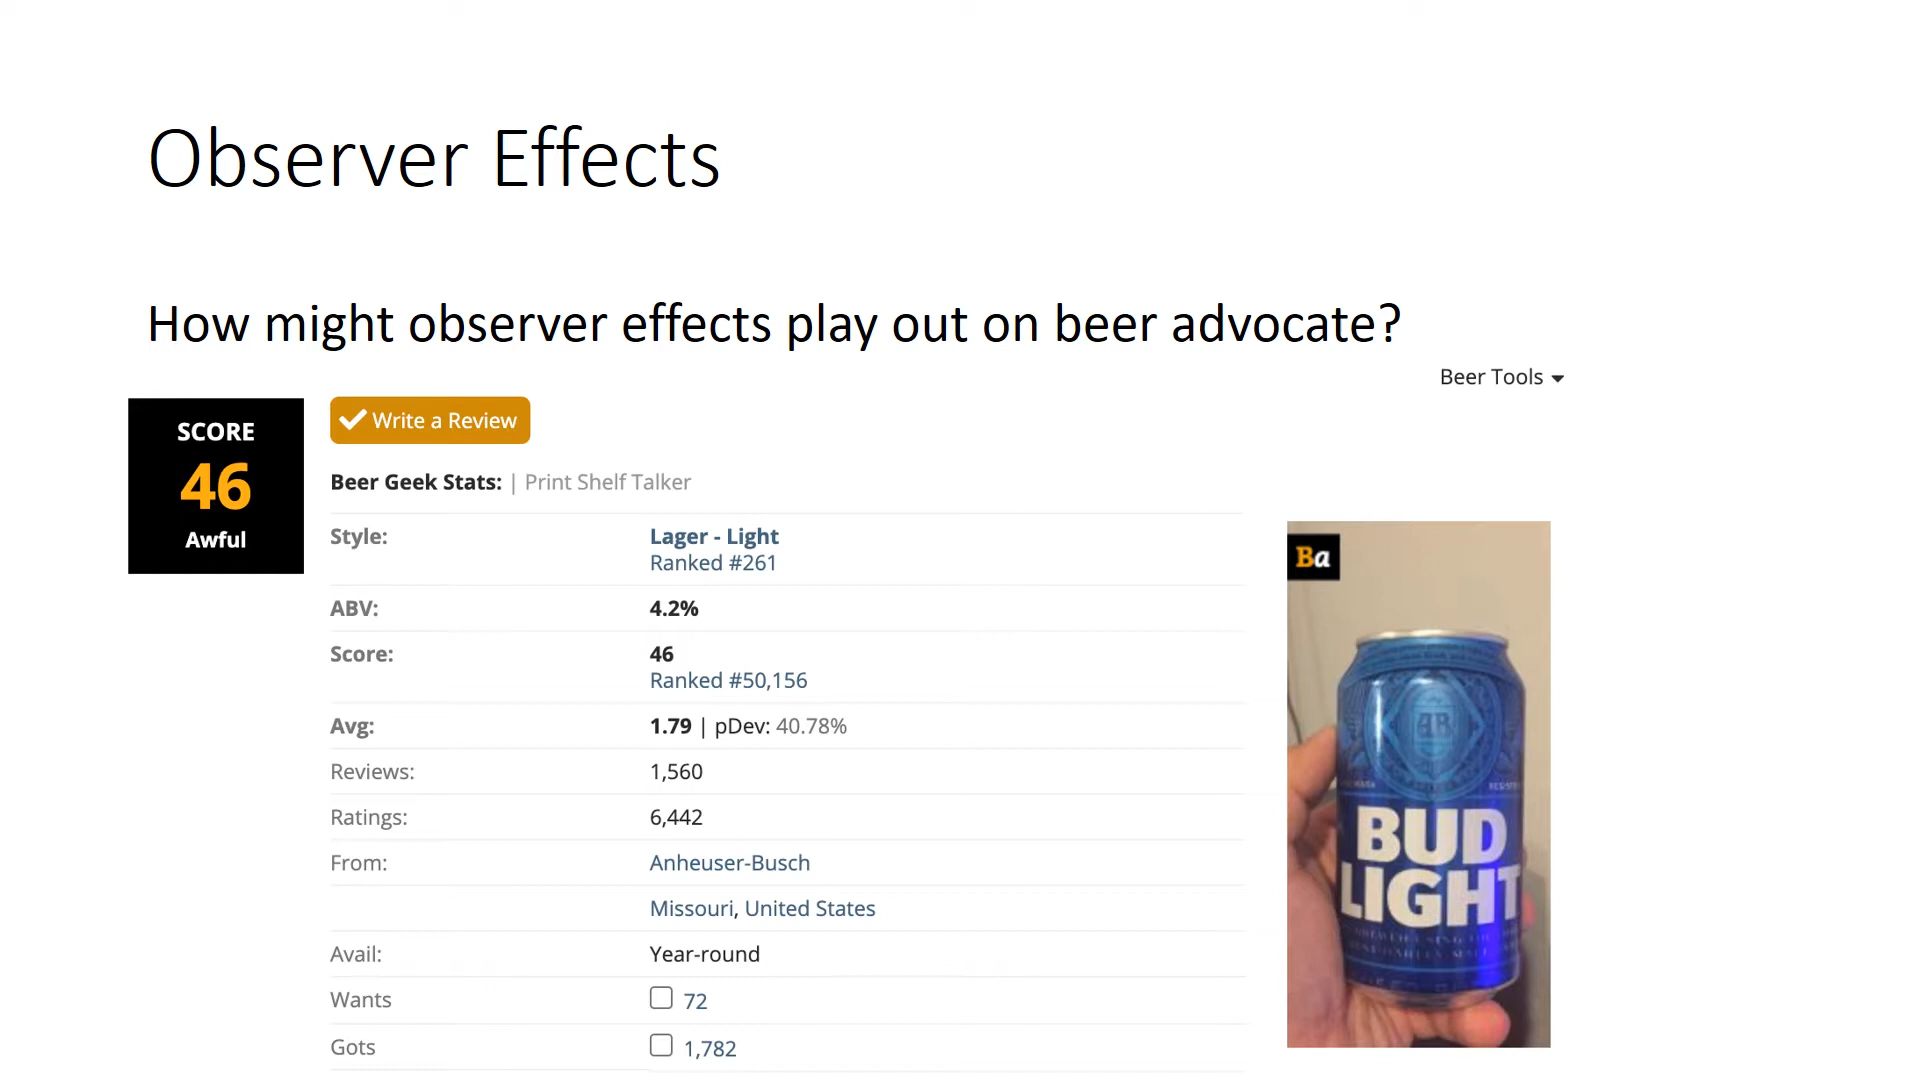 Observer Effects
How might observer effects play out on beer advocate?
Beer Tools
SCORE
46
Awful
Write a Review
Beer Geek Stats: | Print Shelf Talker
Style: Lager - Light
Ranked #261
ABV: 4.2%
Score: 46
Ranked #50,156
Avg: 1.79 | pDev: 40.78%
Reviews: 1,560
Ratings: 6,442
From: Anheuser-Busch
Missouri, United States
Avail: Year-round
Wants 72
Gots 1,782
Ba
AB
BUD
LIGHT